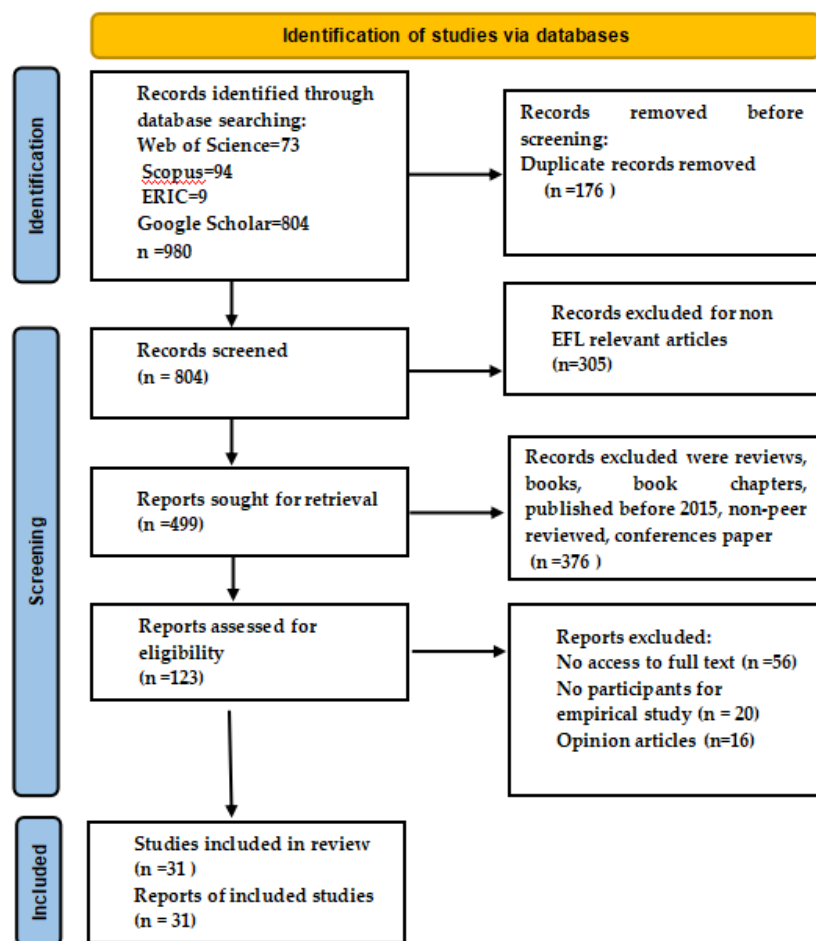 Identification of studies via databases
Identification
Records identified through
database searching:
Web of Science=73
Scopus=94
ERIC=9
Google Scholar=804
n =980
Records removed before
screening:
Duplicate records removed
(n =176 )
Screening
Records screened
(n = 804)
Records excluded for non
EFL relevant articles
(n=305)
Reports sought for retrieval
(n =499)
Records excluded were reviews,
books, book chapters,
published before 2015, non-peer
reviewed, conferences paper
(n =376 )
Reports assessed for
eligibility
(n =123)
Reports excluded:
No access to full text (n =56)
No participants for
empirical study (n = 20)
Opinion articles (n=16)
Included
Studies included in review
(n =31 )
Reports of included studies
(n = 31)